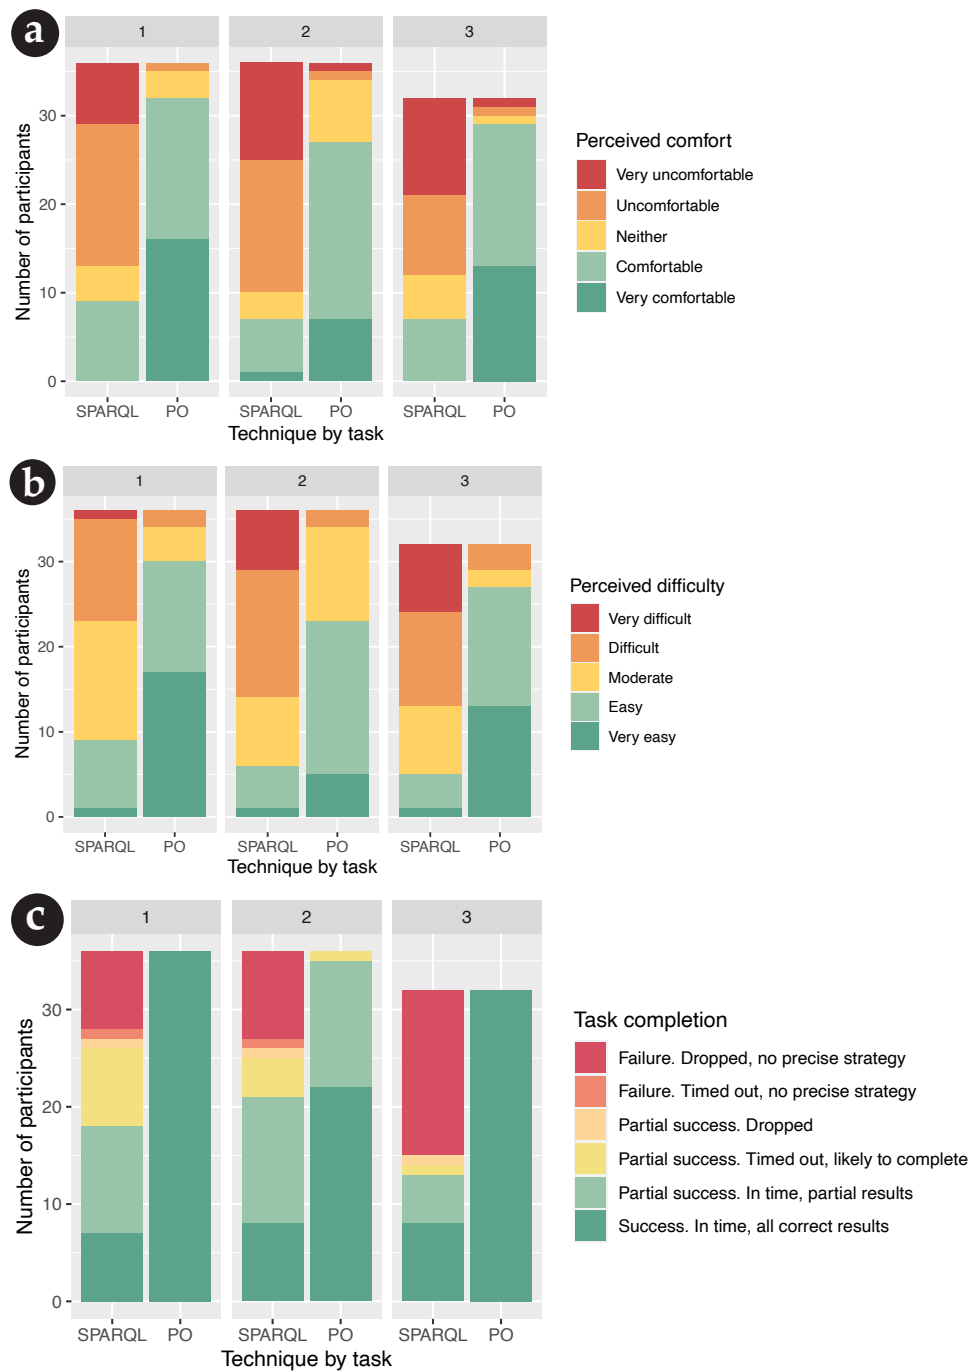 a
1 2 3
Number of participants
30
20
10
0
SPARQL PO SPARQL PO SPARQL PO
Technique by task
Perceived comfort
Very uncomfortable
Uncomfortable
Neither
Comfortable
Very comfortable
b
1 2 3
Number of participants
30
20
10
0
SPARQL PO SPARQL PO SPARQL PO
Technique by task
Perceived difficulty
Very difficult
Difficult
Moderate
Easy
Very easy
c
1 2 3
Number of participants
30
20
10
0
SPARQL PO SPARQL PO SPARQL PO
Technique by task
Task completion
Failure. Dropped, no precise strategy
Failure. Timed out, no precise strategy
Partial success. Dropped
Partial success. Timed out, likely to complete
Partial success. In time, partial results
Success. In time, all correct results